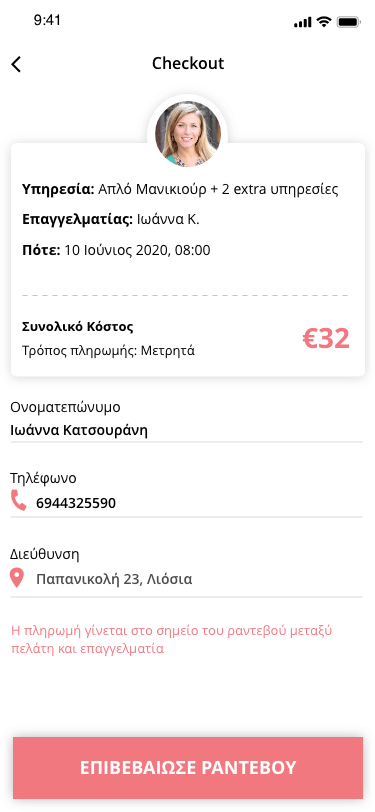 9:41
Checkout
Υπηρεσία: Απλό Μανικιούρ + 2 extra υπηρεσίες
Επαγγελματίας: Ιωάννα Κ.
Πότε: 10 Ιούνιος 2020, 08:00
Συνολικό Κόστος
Τρόπος πληρωμής: Μετρητά
€32
Ονοματεπώνυμο
Ιωάννα Κατσουράνη
Τηλέφωνο
6944325590
Διεύθυνση
Παπανικολή 23, Λιόσια
Η πληρωμή γίνεται στο σημείο του ραντεβού μεταξύ
πελάτη και επαγγελματία
ΕΠΙΒΕΒΑΙΩΣΕ ΡΑΝΤΕΒΟΥ